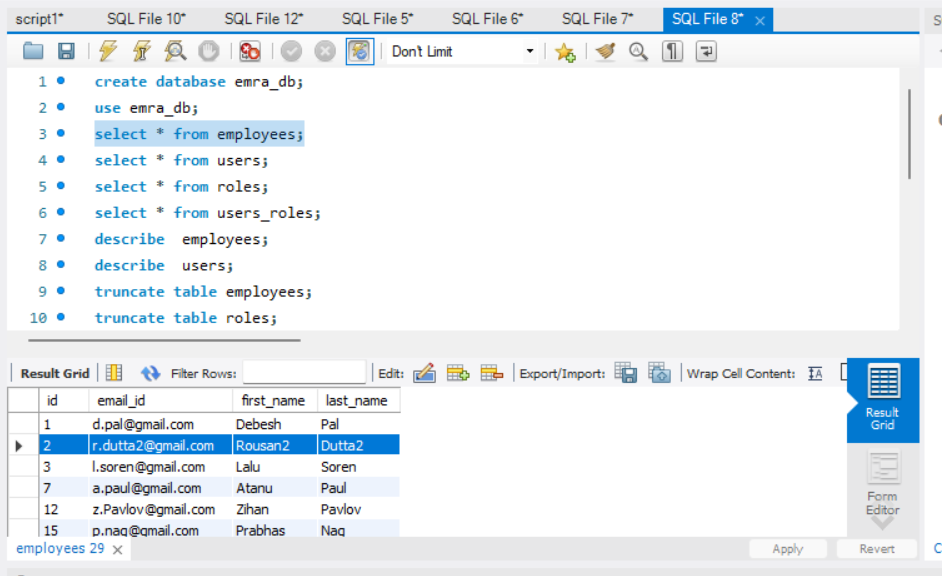 script1* SQL File 10* SQL File 12* SQL File 5* SQL File 6* SQL File 7* SQL File 8* ×
Don't Limit
1 create database emra_db;
2 use emra_db;
3 select * from employees;
4 select * from users;
5 select * from roles;
6 select * from users_roles;
7 describe  employees;
8 describe  users;
9 truncate table employees;
10 truncate table roles;
Result Grid Filter Rows: Edit: Export/Import: Wrap Cell Content: IA
id email_id first_name last_name
1 d.pal@gmail.com Debesh Pal
2 r.dutta2@gmail.com Rousan2 Dutta2
3 l.soren@gmail.com Lalu Soren
7 a.paul@gmail.com Atanu Paul
12 z.Pavlov@gmail.com Zihan Pavlov
15 p.nag@gmail.com Prabhas Nag
Result
Grid
Form
Editor
employees 29 × Apply Revert